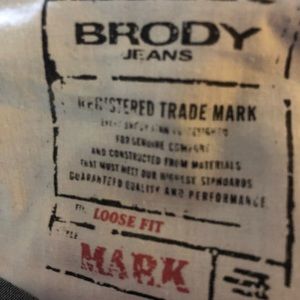 BRODY
JEANS
REGISTERED TRADE MARK
FOR GENUINE COMFORT
AND CONSTRUCTED FROM MATERIALS
THAT MUST MEET OUR HIGHEST STANDARDS
GUARANTEED QUALITY AND PERFORMANCE
LOOSE FIT
MARK